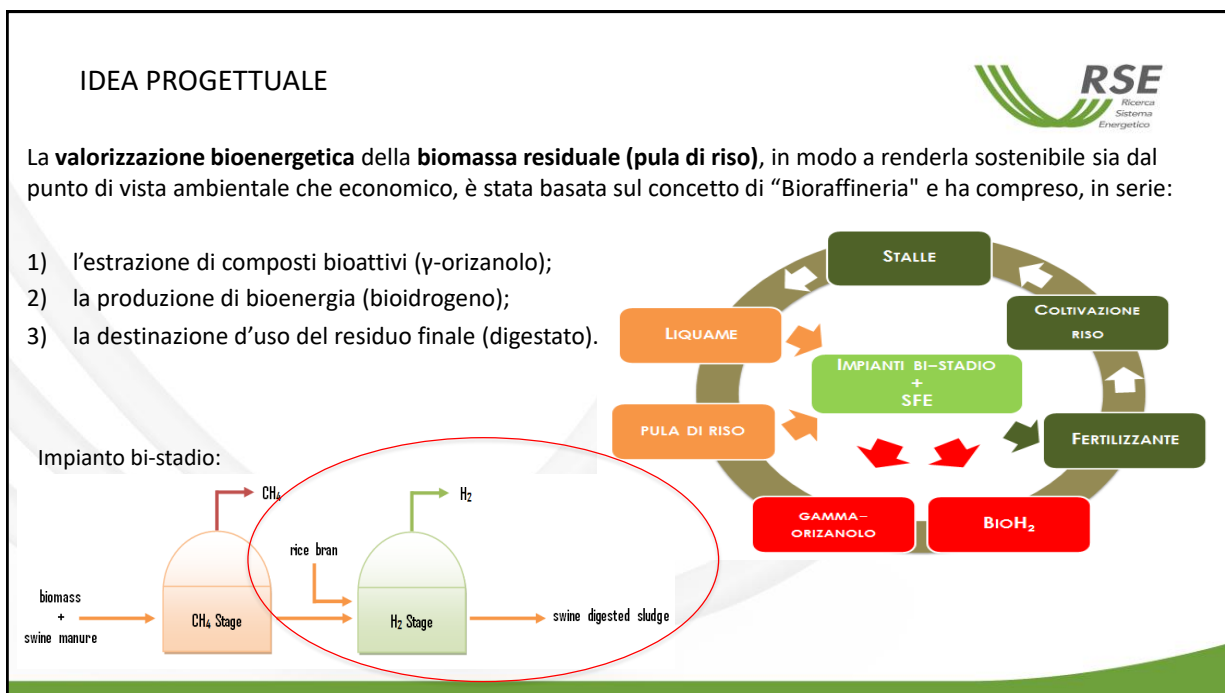 IDEA PROGETTUALE
RSE
Ricerca
Sistema
Energetico
La valorizzazione bioenergetica della biomassa residuale (pula di riso), in modo a renderla sostenibile sia dal
punto di vista ambientale che economico, è stata basata sul concetto di “Bioraffineria" e ha compreso, in serie:
1) l’estrazione di composti bioattivi (γ-orizanolo);
2) la produzione di bioenergia (bioidrogeno);
3) la destinazione d’uso del residuo finale (digestato).
STALLE
LIQUAME
COLTIVAZIONE
RISO
IMPIANTI BI-STADIO
+
SFE
PULA DI RISO
FERTILIZZANTE
GAMMA-
ORIZANOLO
BIOH₂
Impianto bi-stadio:
CH₄
H₂
rice bran
biomass
+
swine manure
CH₄ Stage
H₂ Stage
swine digested sludge